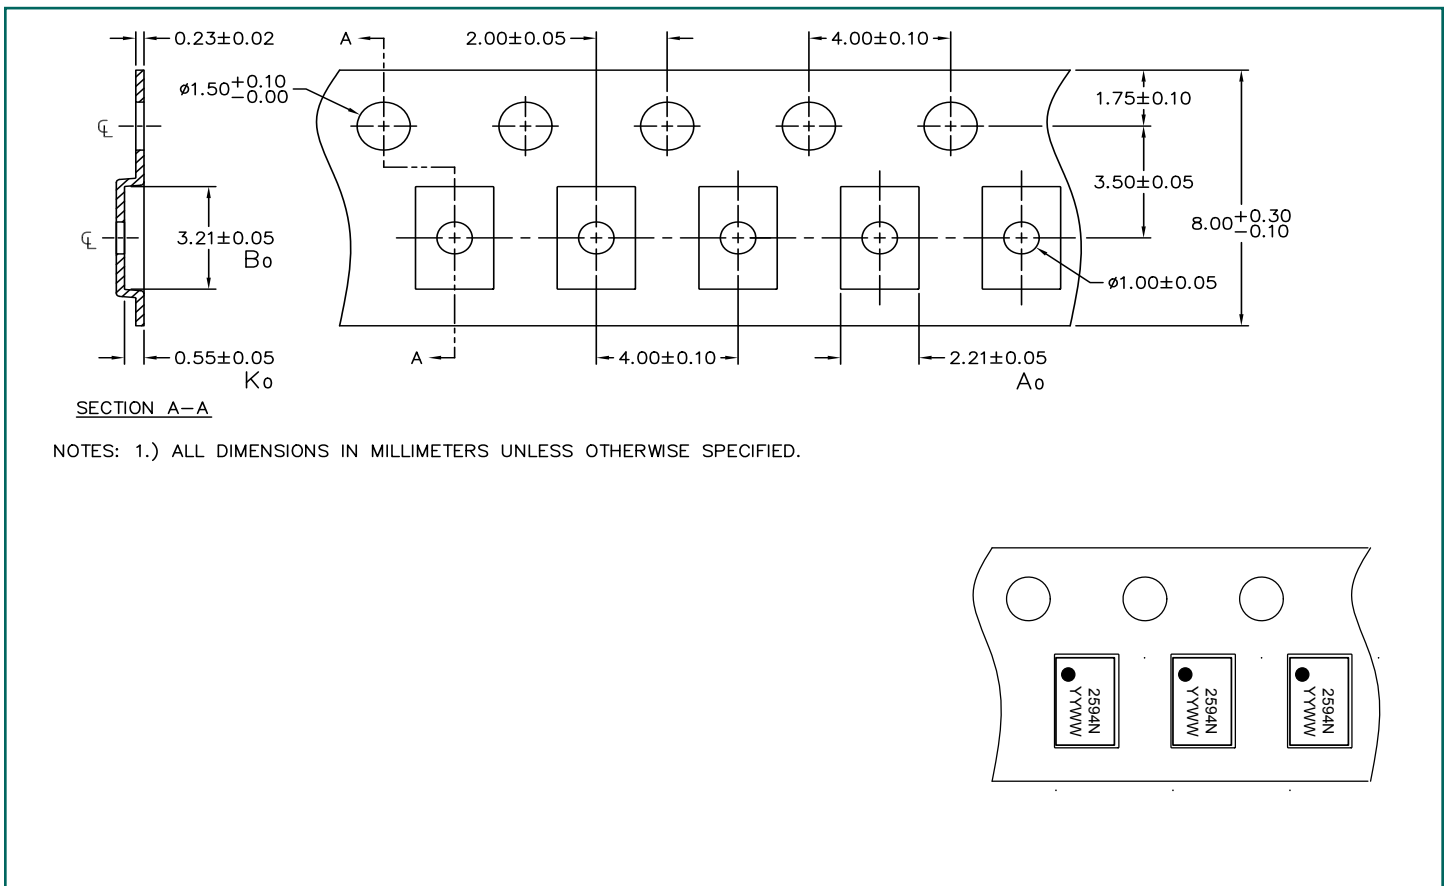 0.23±0.02
A
2.00±0.05
4.00±0.10
ø1.50+0.10
−0.00
1.75±0.10
℄
3.50±0.05
8.00+0.30
−0.10
℄
3.21±0.05
B0
ø1.00±0.05
0.55±0.05
K0
A
4.00±0.10
2.21±0.05
A0
SECTION A−A
NOTES: 1.) ALL DIMENSIONS IN MILLIMETERS UNLESS OTHERWISE SPECIFIED.
2594N
YYWW
2594N
YYWW
2594N
YYWW